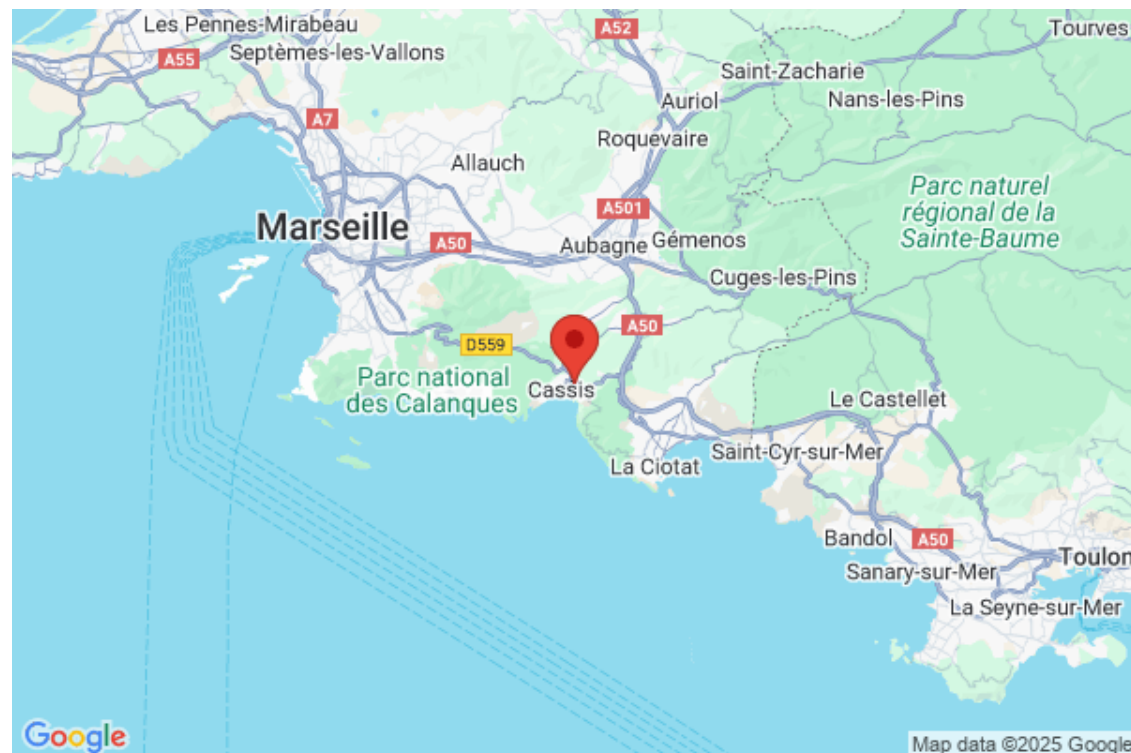 Les Pennes-Mirabeau
A52
Tourves
A55
Septèmes-les-Vallons
Saint-Zacharie
Auriol
Nans-les-Pins
A7
Roquevaire
Allauch
Parc naturel
régional de la
Sainte-Baume
A501
Marseille
A50
Aubagne
Gémenos
Cuges-les-Pins
A50
D559
Parc national
des Calanques
Cassis
Le Castellet
Saint-Cyr-sur-Mer
La Ciotat
Bandol
A50
Toulon
Sanary-sur-Mer
La Seyne-sur-Mer
Google
Map data ©2025 Google